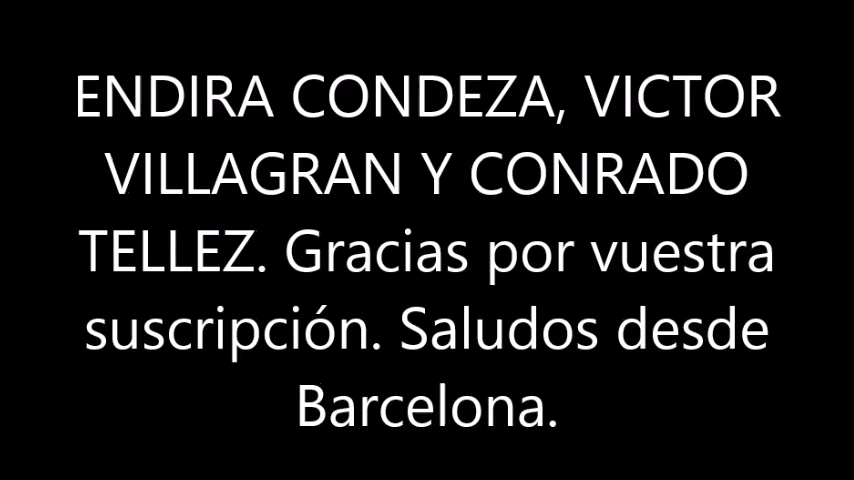 ENDIRA CONDEZA, VICTOR
VILLAGRAN Y CONRADO
TELLEZ. Gracias por vuestra
suscripción. Saludos desde
Barcelona.